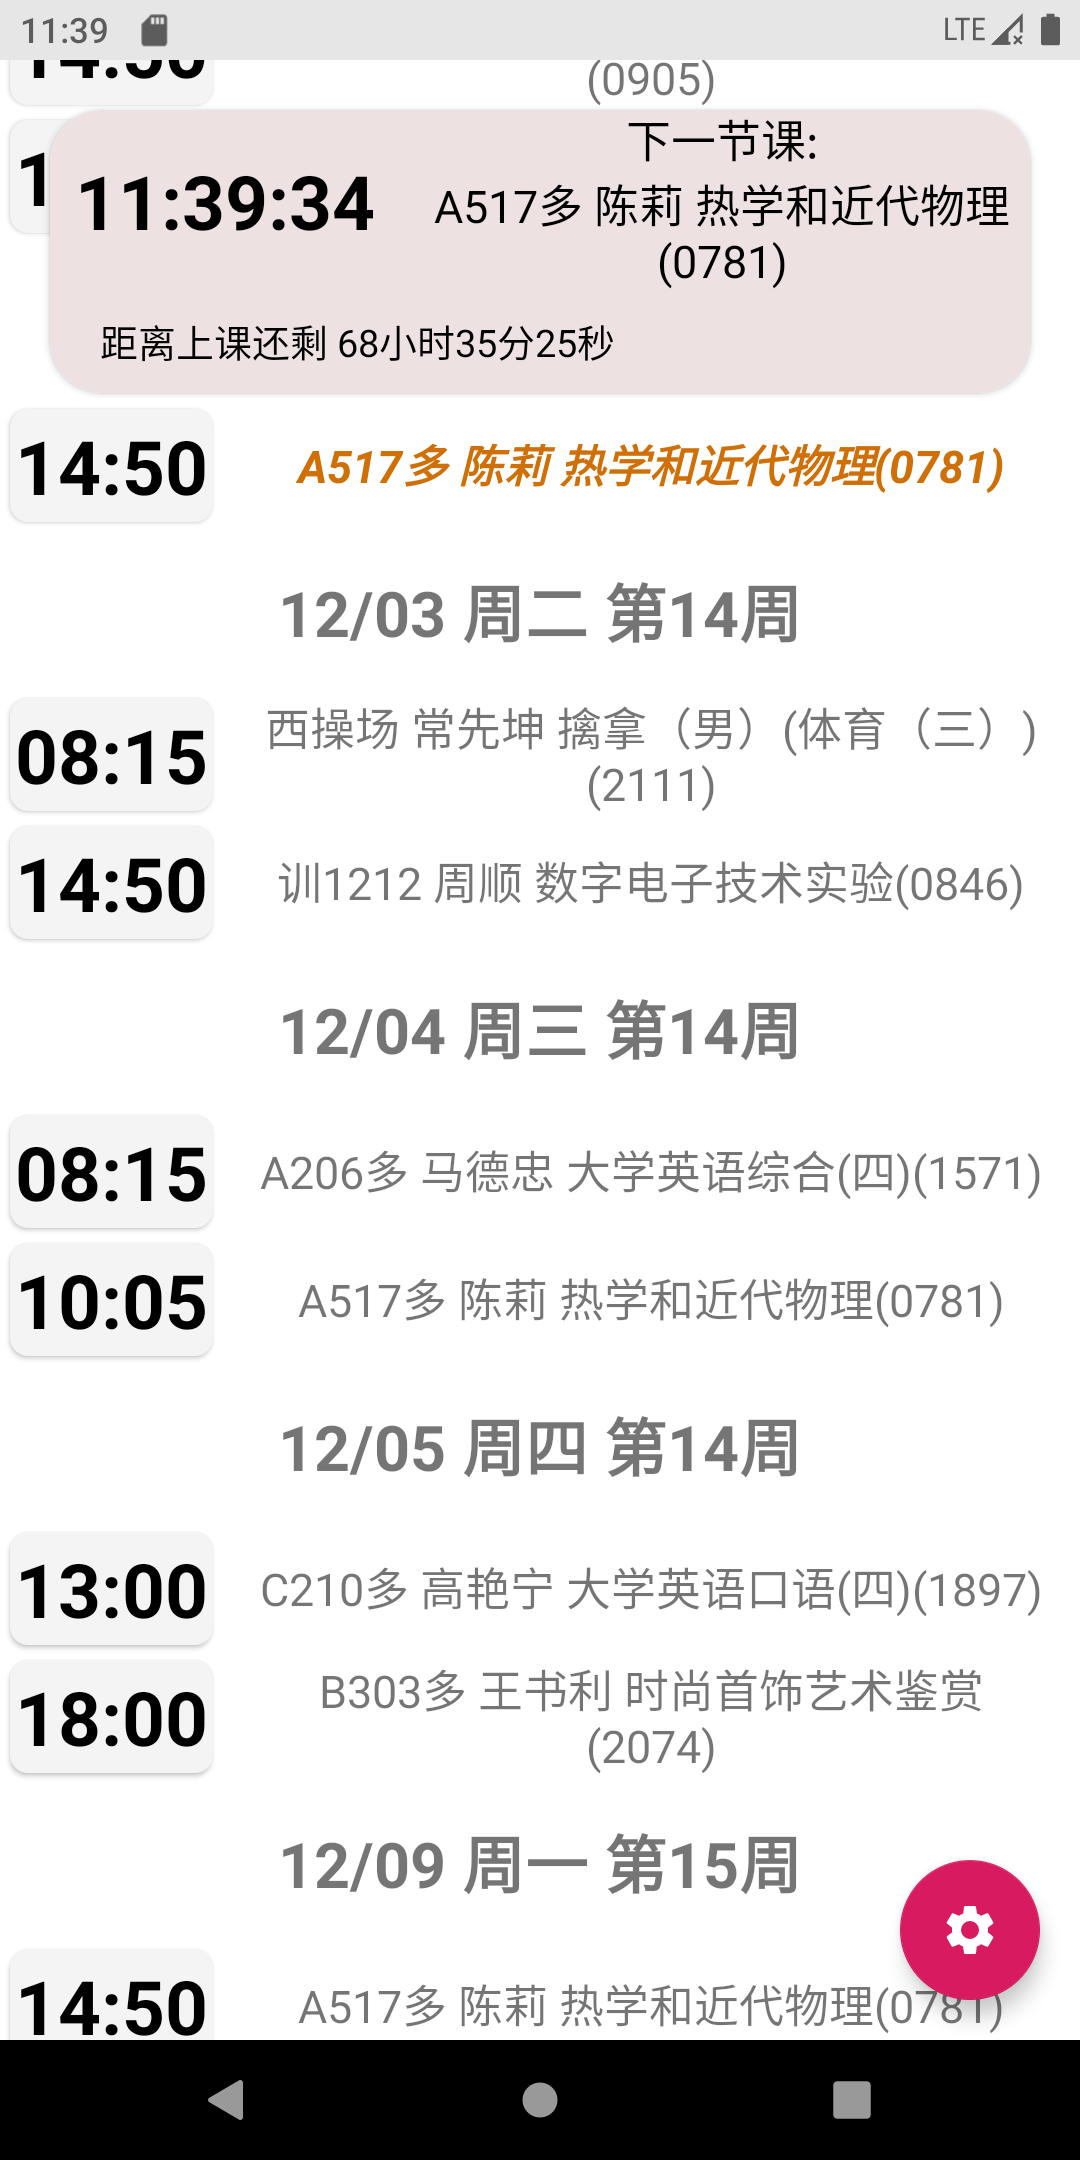 11:39
LTE
(0905)
下一节课:
11:39:34
A517多 陈莉 热学和近代物理
(0781)
距离上课还剩 68小时35分25秒
14:50
A517多 陈莉 热学和近代物理(0781)
12/03 周二 第14周
08:15
西操场 常先坤 擒拿（男）(体育（三）)
(2111)
14:50
训1212 周顺 数字电子技术实验(0846)
12/04 周三 第14周
08:15
A206多 马德忠 大学英语综合(四)(1571)
10:05
A517多 陈莉 热学和近代物理(0781)
12/05 周四 第14周
13:00
C210多 高艳宁 大学英语口语(四)(1897)
18:00
B303多 王书利 时尚首饰艺术鉴赏
(2074)
12/09 周一 第15周
14:50
A517多 陈莉 热学和近代物理(0781)